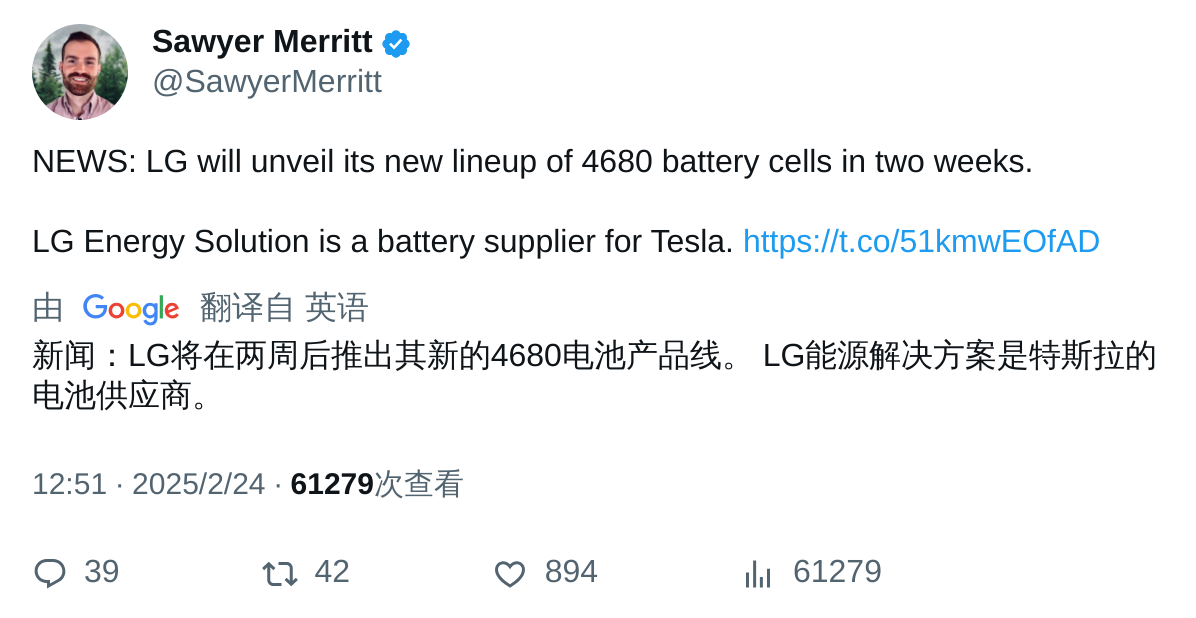 Sawyer Merritt
@SawyerMerritt
NEWS: LG will unveil its new lineup of 4680 battery cells in two weeks.
LG Energy Solution is a battery supplier for Tesla. https://t.co/51kmwEOfAD
由 Google 翻译自 英语
新闻：LG将在两周后推出其新的4680电池产品线。 LG能源解决方案是特斯拉的
电池供应商。
12:51 · 2025/2/24 · 61279次查看
39 42 894 61279